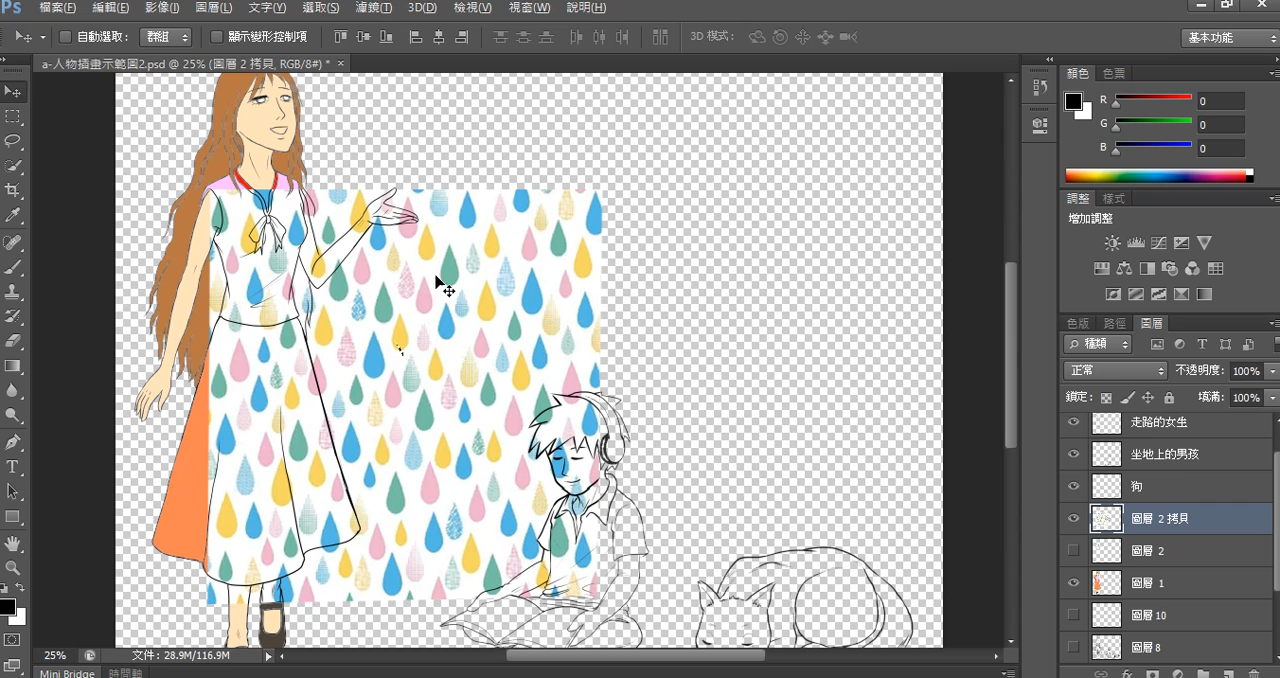 Ps 檔案(F) 編輯(E) 影像(I) 圖層(L) 文字(Y) 選取(S) 濾鏡(T) 3D(D) 檢視(V) 視窗(W) 說明(H)
自動選取： 群組 顯示變形控制項 3D 模式： 基本功能
a-人物插畫示範圖2.psd @ 25% (圖層 2 拷貝, RGB/8#) * ×
顏色 色票
R 0
G 0
B 0
調整 樣式
增加調整
色版 路徑 圖層
種類
正常 不透明度： 100%
鎖定： 填滿： 100%
走路的女生
坐地上的男孩
狗
圖層 2 拷貝
圖層 2
圖層 1
圖層 10
圖層 8
25% 文件：28.9M/116.9M
Mini Bridge 時間軸